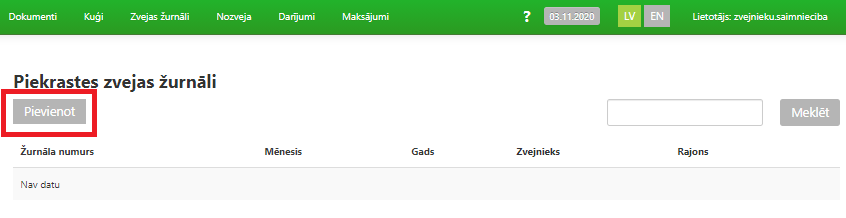 Dokumenti Kuģi Zvejas žurnāli Nozveja Darījumi Maksājumi ? 03.11.2020 LV EN Lietotājs: zvejnieku.saimnieciba
Piekrastes zvejas žurnāli
Pievienot Meklēt
Žurnāla numurs Mēnesis Gads Zvejnieks Rajons
Nav datu